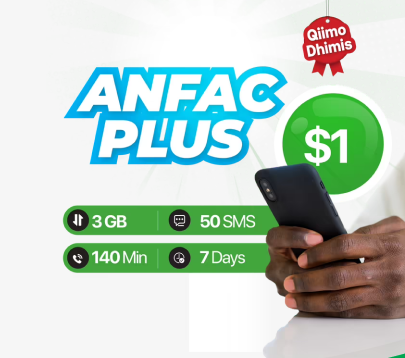 Qiimo
Dhimis
ANFAC
PLUS
$1
3 GB
50 SMS
140 Min
7 Days